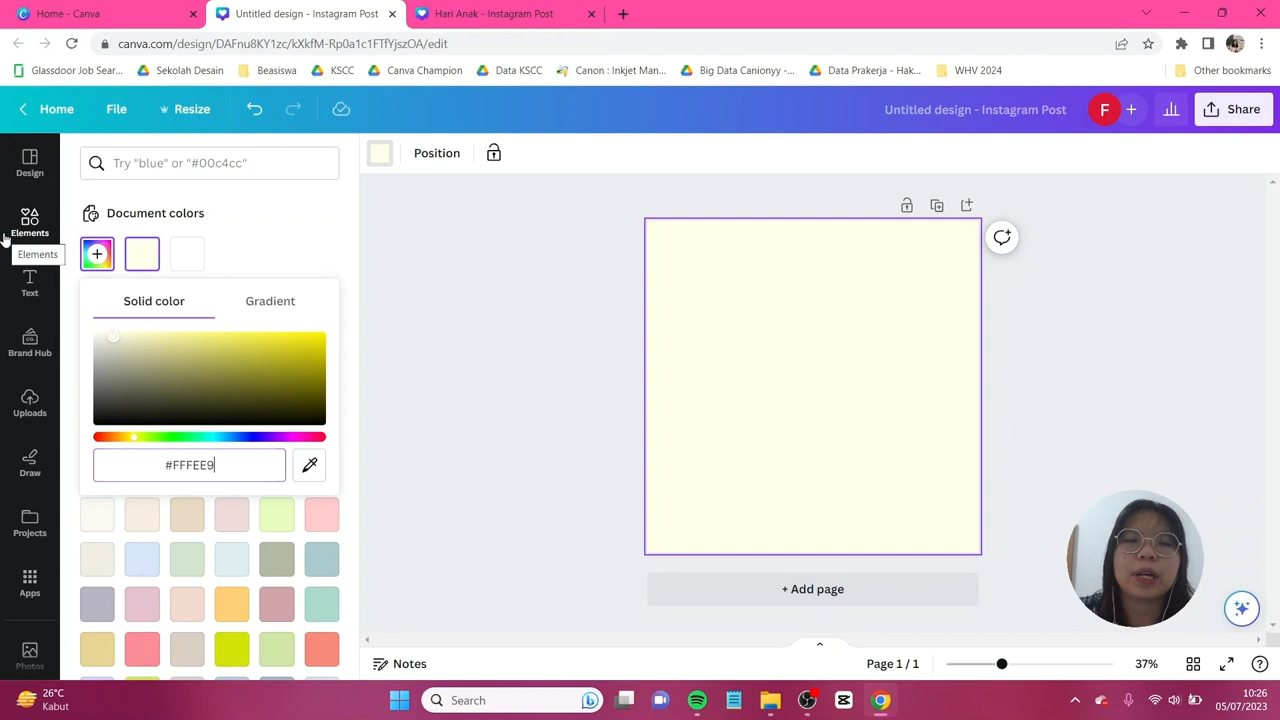 Home - Canva
Untitled design - Instagram Post
Hari Anak - Instagram Post
canva.com/design/DAFnu8KY1zc/kXkfM-Rp0a1c1FTfYjszOA/edit
Glassdoor Job Sear...
Sekolah Desain
Beasiswa
KSCC
Canva Champion
Data KSCC
Canon : Inkjet Man...
Big Data Canionyy -...
Data Prakerja - Hak...
WHV 2024
Other bookmarks
Home
File
Resize
Untitled design - Instagram Post
F
Share
Design
Elements
Elements
Text
Brand Hub
CO.
Uploads
Draw
Projects
Apps
Photos
Try "blue" or "#00c4cc"
Document colors
Solid color
Gradient
#FFFEE9
Position
+ Add page
Notes
Page 1 / 1
37%
26°C
Kabut
Search
10:26
05/07/2023